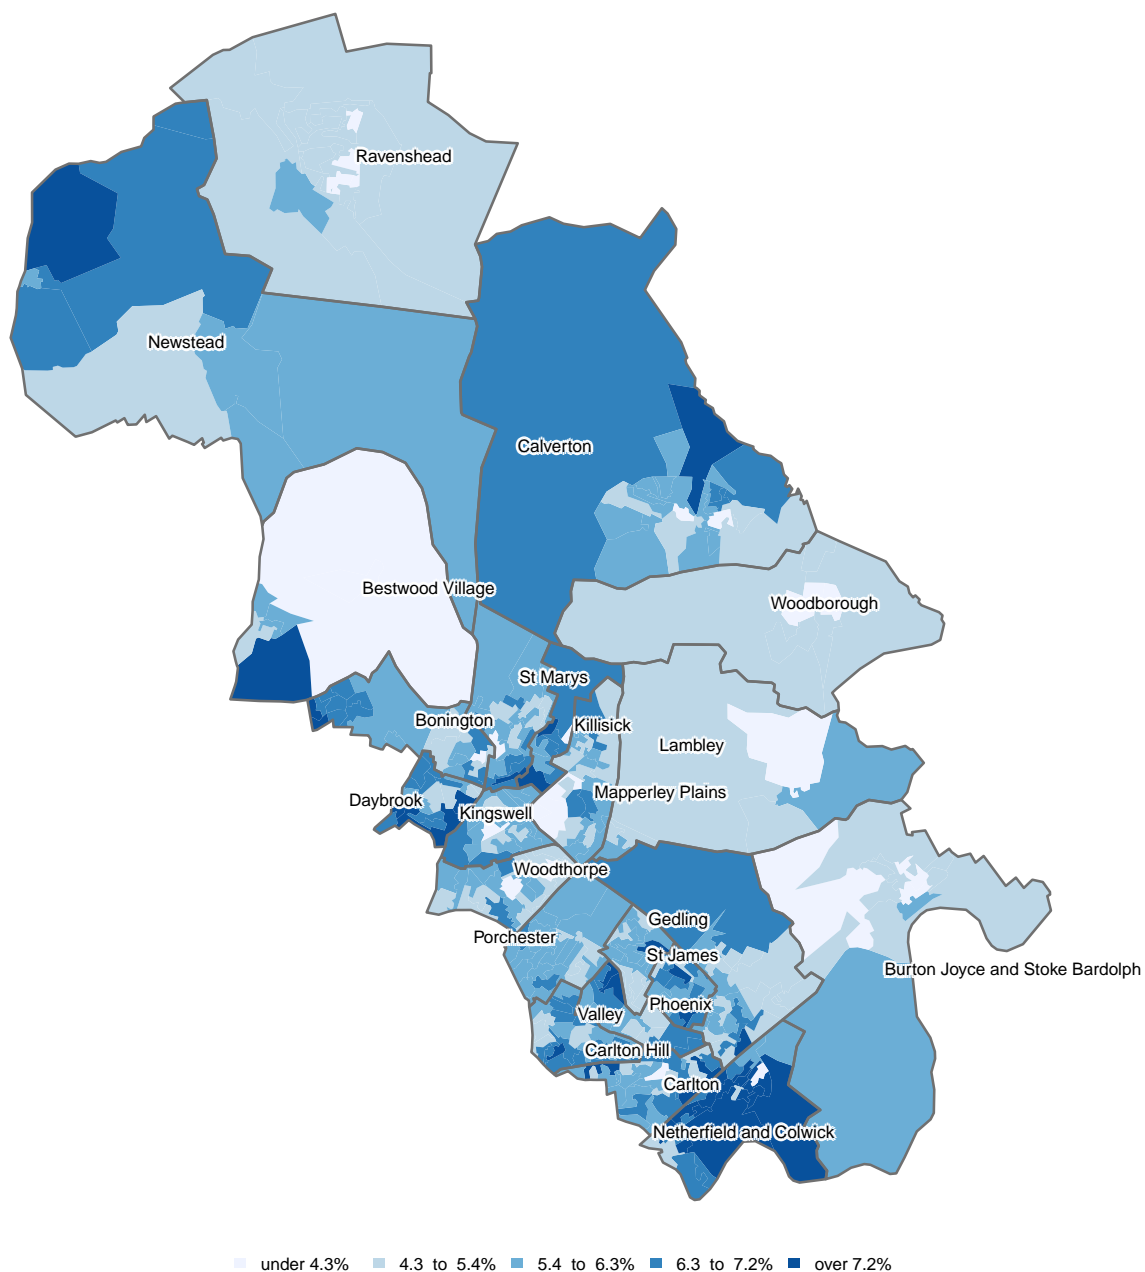 Ravenshead
Newstead
Calverton
Bestwood Village
Woodborough
St Marys
Bonington
Killisick
Lambley
Mapperley Plains
Daybrook
Kingswell
Woodthorpe
Gedling
Porchester
St James
Burton Joyce and Stoke Bardolph
Phoenix
Valley
Carlton Hill
Carlton
Netherfield and Colwick
under 4.3% 4.3 to 5.4% 5.4 to 6.3% 6.3 to 7.2% over 7.2%